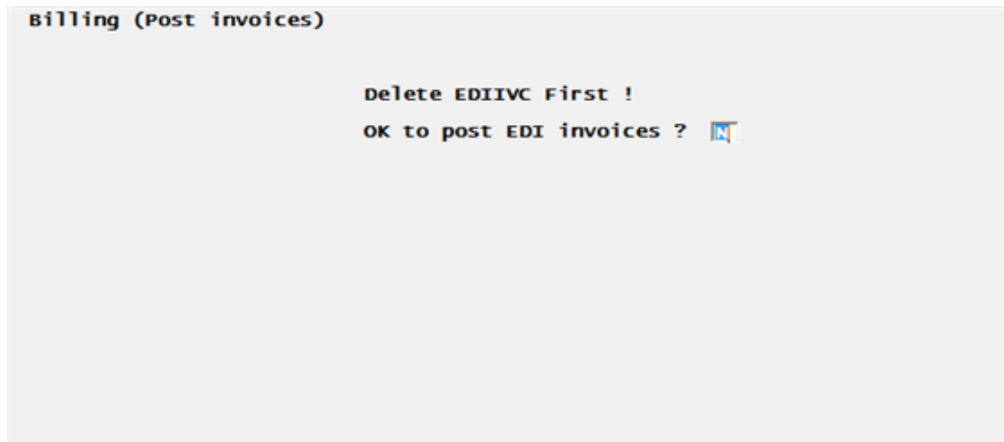 Billing (Post invoices)
Delete EDIIVC First !
OK to post EDI invoices ? N